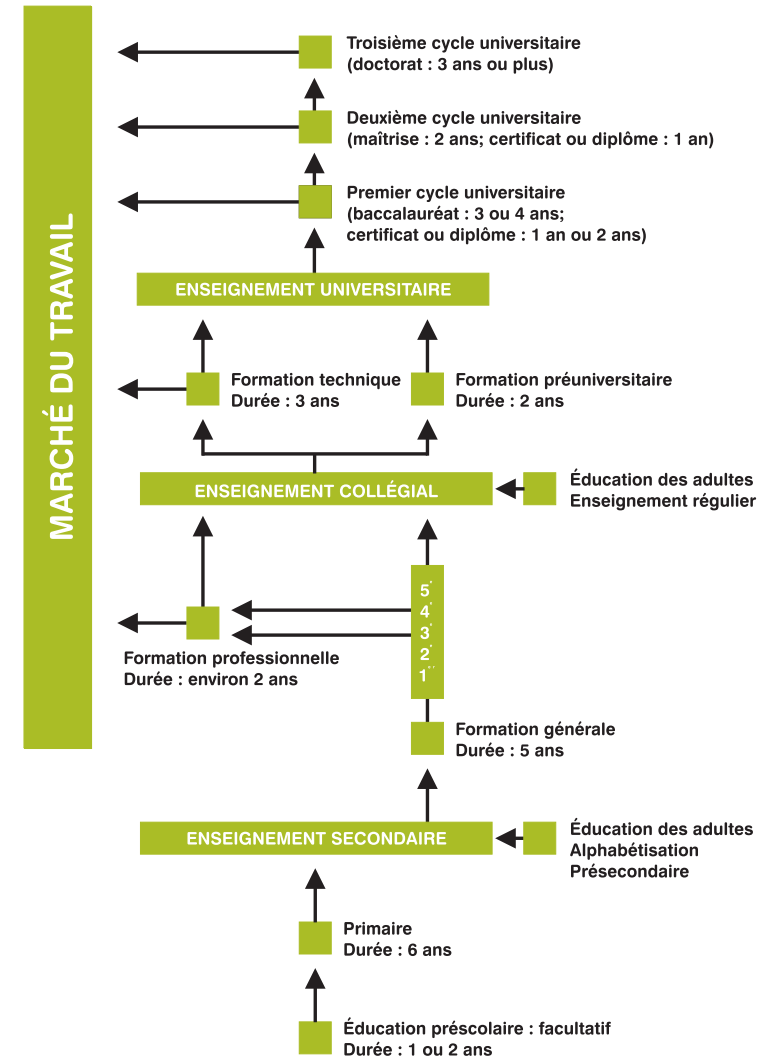 MARCHÉ DU TRAVAIL
Troisième cycle universitaire
(doctorat : 3 ans ou plus)
Deuxième cycle universitaire
(maîtrise : 2 ans; certificat ou diplôme : 1 an)
Premier cycle universitaire
(baccalauréat : 3 ou 4 ans;
certificat ou diplôme : 1 an ou 2 ans)
ENSEIGNEMENT UNIVERSITAIRE
Formation technique
Durée : 3 ans
Formation préuniversitaire
Durée : 2 ans
ENSEIGNEMENT COLLÉGIAL
Éducation des adultes
Enseignement régulier
5
4
3
2
1
Formation professionnelle
Durée : environ 2 ans
Formation générale
Durée : 5 ans
ENSEIGNEMENT SECONDAIRE
Éducation des adultes
Alphabétisation
Présecondaire
Primaire
Durée : 6 ans
Éducation préscolaire : facultatif
Durée : 1 ou 2 ans